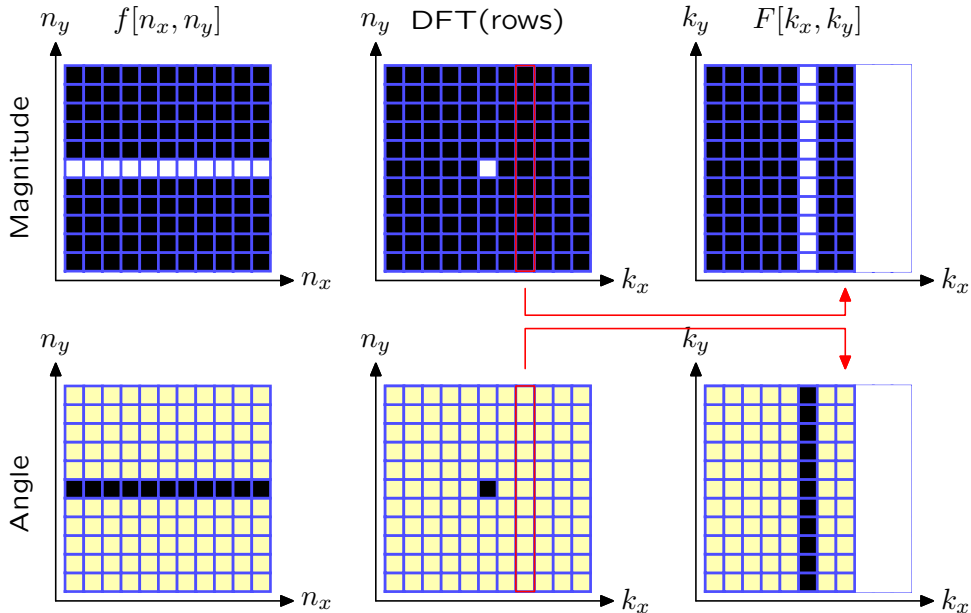 n_y f[n_x, n_y] n_y DFT(rows) k_y F[k_x, k_y]
Magnitude
n_x k_x k_x
n_y n_y k_y
Angle
n_x k_x k_x